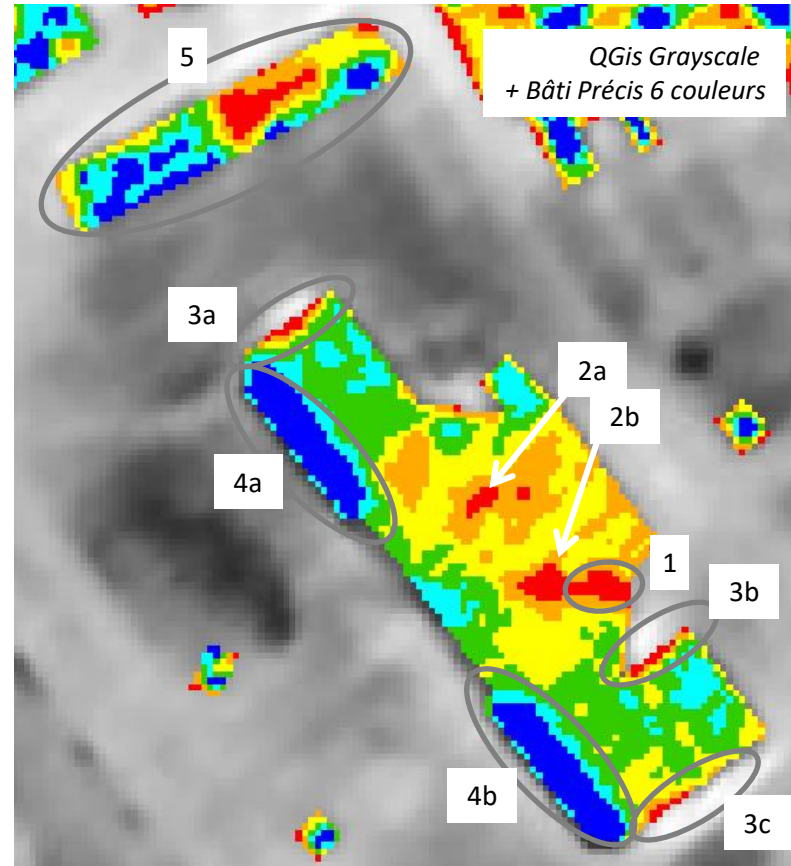 5
QGis Grayscale
+ Bâti Précis 6 couleurs
3a
2a
2b
4a
1
3b
4b
3c